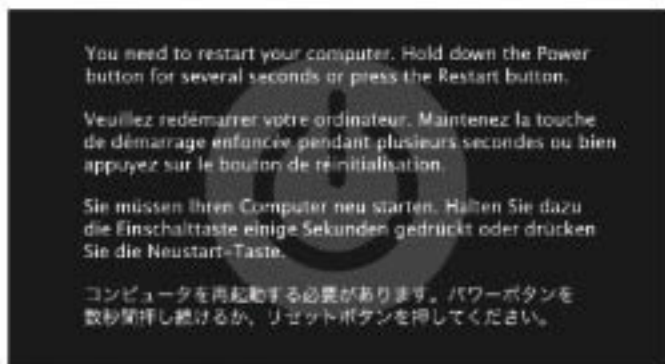 You need to restart your computer. Hold down the Power
button for several seconds or press the Restart button.
Veuillez redémarrer votre ordinateur. Maintenez la touche
de démarrage enfoncée pendant plusieurs secondes ou bien
appuyez sur le bouton de réinitialisation.
Sie müssen Ihren Computer neu starten. Halten Sie dazu
die Einschalttaste einige Sekunden gedrückt oder drücken
Sie die Neustart-Taste.
コンピュータを再起動する必要があります。パワーボタンを
数秒間押し続けるか、リセットボタンを押してください。